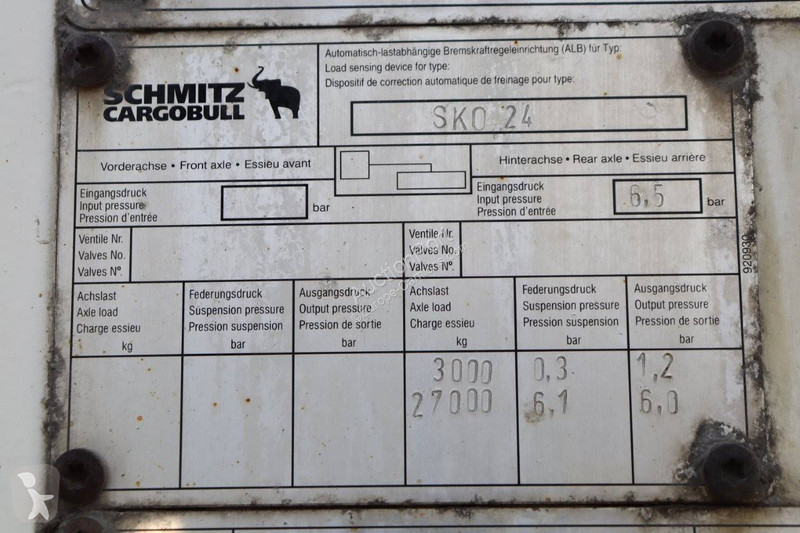 SCHMITZ
CARGOBULL
Automatisch-lastabhängige Bremskraftregeleinrichtung (ALB) für Typ:
Load sensing device for type:
Dispositif de correction automatique de freinage pour type:
SKO 24
Vorderachse • Front axle • Essieu avant
Hinterachse • Rear axle • Essieu arrière
Eingangsdruck
Input pressure bar
Pression d'entrée
Eingangsdruck
Input pressure 6,5 bar
Pression d'entrée
Ventile Nr.
Valves No.
Valves N°.
Ventile Nr.
Valves No.
Valves N°.
920930
Achslast
Axle load
Charge essieu
kg
Federungsdruck
Suspension pressure
Pression suspension
bar
Ausgangsdruck
Output pressure
Pression de sortie
bar
Achslast
Axle load
Charge essieu
kg
Federungsdruck
Suspension pressure
Pression suspension
bar
Ausgangsdruck
Output pressure
Pression de sortie
bar
3000 0,3 1,2
27000 6,1 6,0